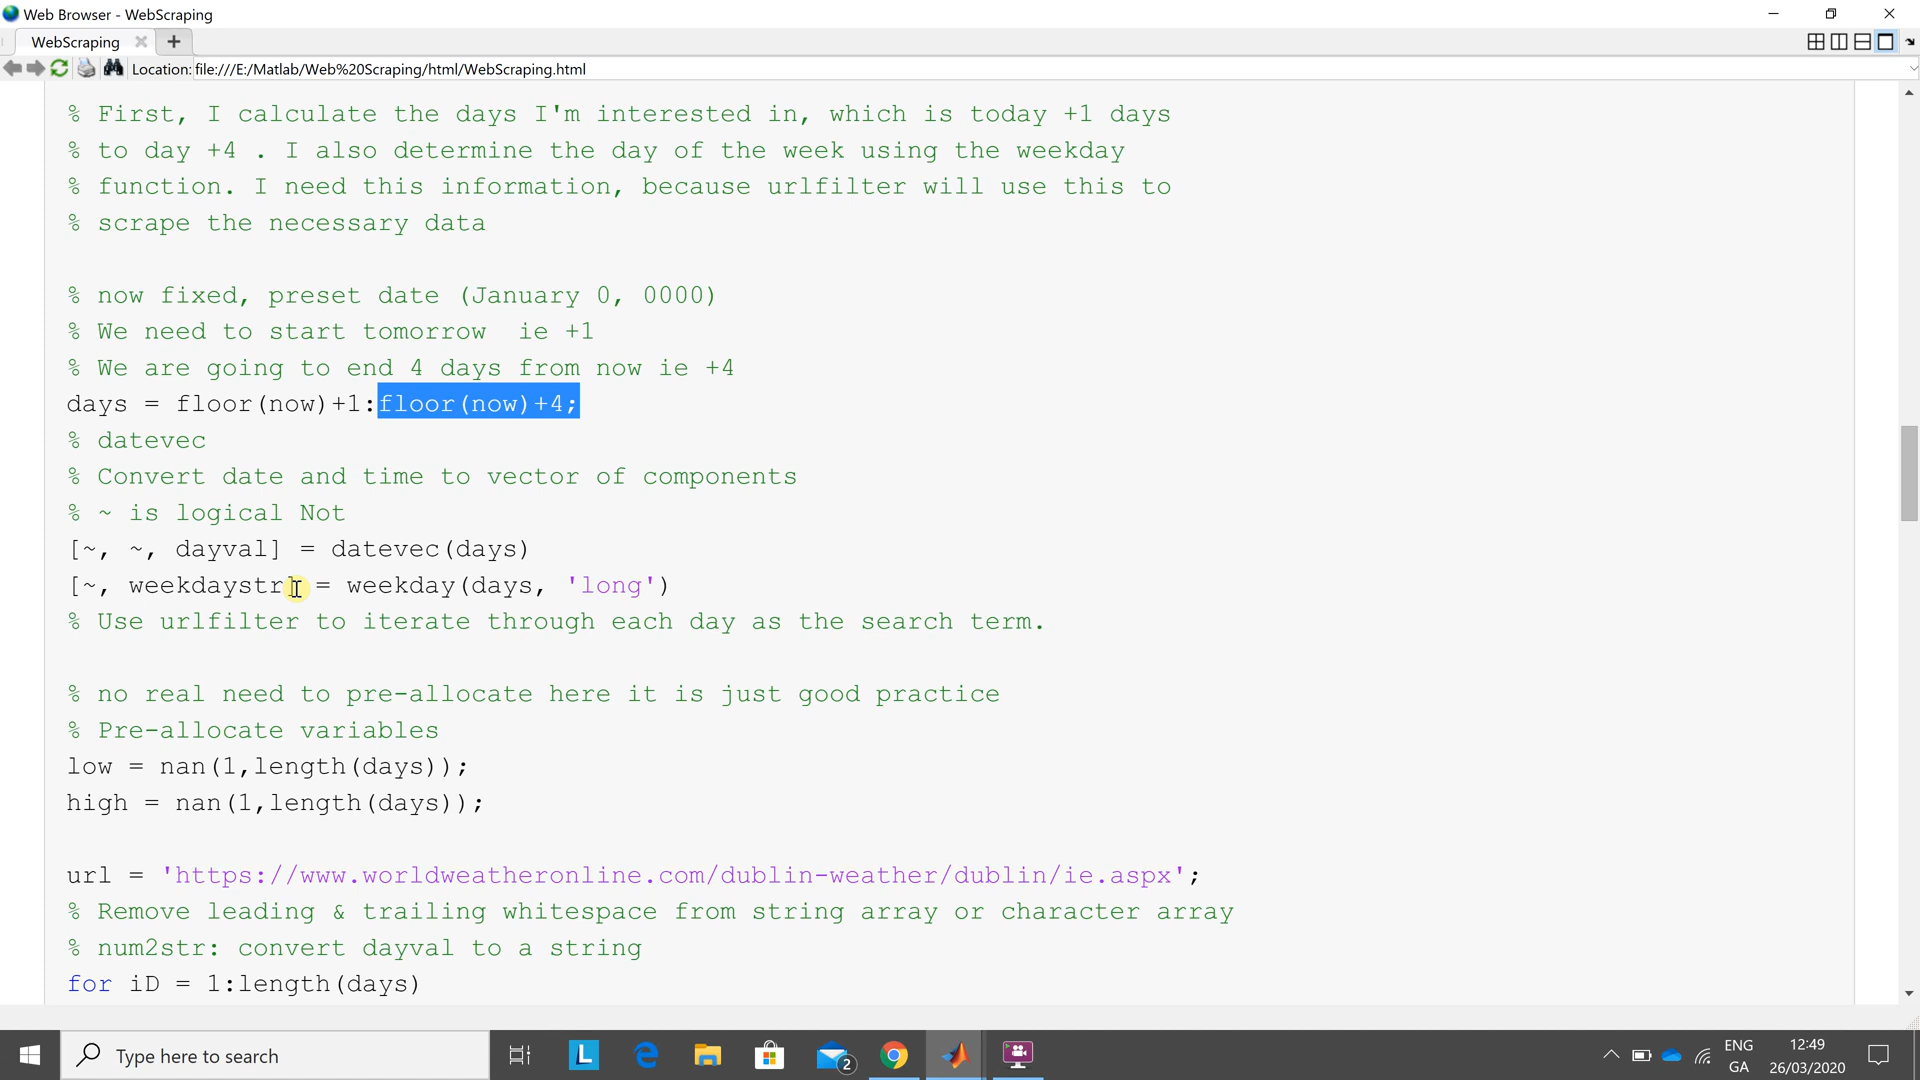 Web Browser - WebScraping
WebScraping
Location: file:///E:/Matlab/Web%20Scraping/html/WebScraping.html
% First, I calculate the days I'm interested in, which is today +1 days
% to day +4 . I also determine the day of the week using the weekday
% function. I need this information, because urlfilter will use this to
% scrape the necessary data
% now fixed, preset date (January 0, 0000)
% We need to start tomorrow  ie +1
% We are going to end 4 days from now ie +4
days = floor(now)+1:floor(now)+4;
% datevec
% Convert date and time to vector of components
% ~ is logical Not
[~, ~, dayval] = datevec(days)
[~, weekdaystr] = weekday(days, 'long')
% Use urlfilter to iterate through each day as the search term.
% no real need to pre-allocate here it is just good practice
% Pre-allocate variables
low = nan(1,length(days));
high = nan(1,length(days));
url = 'https://www.worldweatheronline.com/dublin-weather/dublin/ie.aspx';
% Remove leading & trailing whitespace from string array or character array
% num2str: convert dayval to a string
for iD = 1:length(days)
Type here to search
L
2
ENG
GA
12:49
26/03/2020